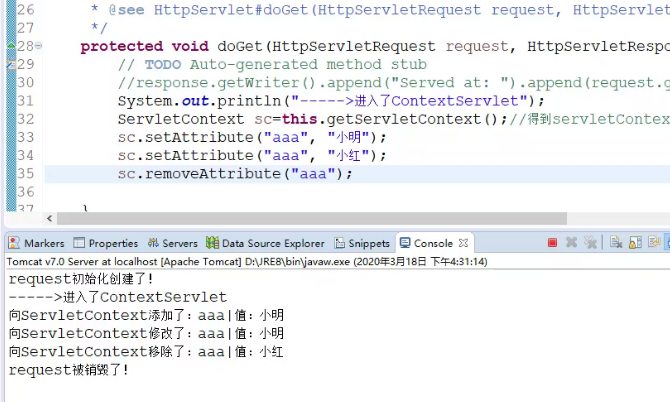 26 * @see HttpServlet#doGet(HttpServletRequest request, HttpServlet
27 */
28 protected void doGet(HttpServletRequest request, HttpServletRespo
29 // TODO Auto-generated method stub
30 //response.getWriter().append("Served at: ").append(request.g
31 System.out.println("----->进入了ContextServlet");
32 ServletContext sc=this.getServletContext();//得到servletContex
33 sc.setAttribute("aaa", "小明");
34 sc.setAttribute("aaa", "小红");
35 sc.removeAttribute("aaa");
36
37 }
Markers Properties Servers Data Source Explorer Snippets Console
Tomcat v7.0 Server at localhost [Apache Tomcat] D:\JRE8\bin\javaw.exe (2020年3月18日 下午4:31:14)
request初始化创建了!
----->进入了ContextServlet
向ServletContext添加了: aaa|值: 小明
向ServletContext修改了: aaa|值: 小明
向ServletContext移除了: aaa|值: 小红
request被销毁了!